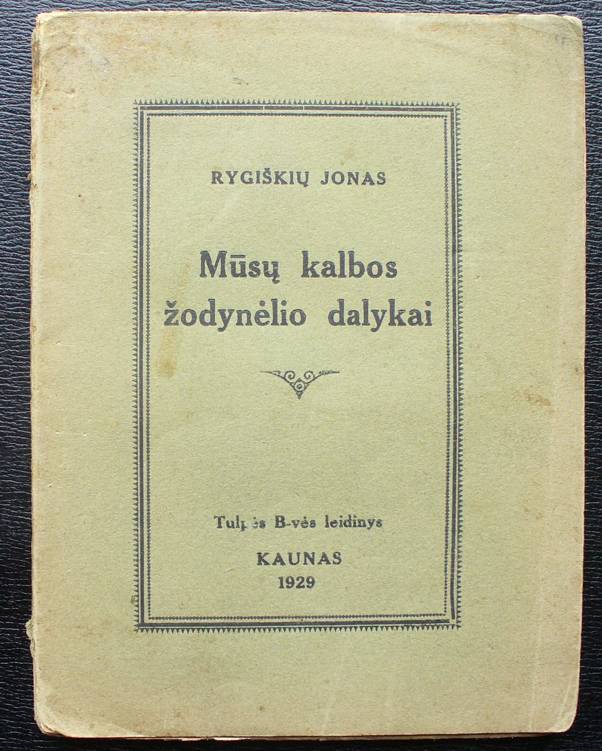 RYGIŠKIŲ JONAS
Mūsų kalbos
žodynėlio dalykai
Tulpės B-vės leidinys
KAUNAS
1929